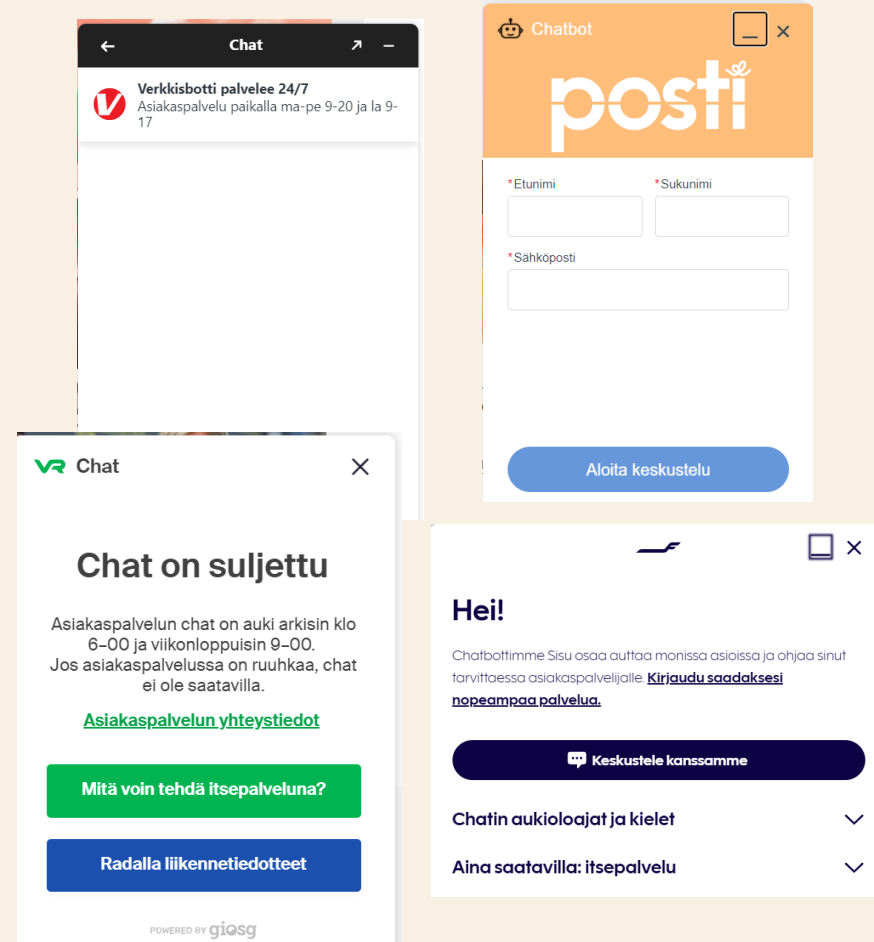 Chat
Verkkisbotti palvelee 24/7
Asiakaspalvelu paikalla ma-pe 9-20 ja la 9-
17
Chatbot
posti
*Etunimi
*Sukunimi
*Sähköposti
Aloita keskustelu
VR Chat
Chat on suljettu
Asiakaspalvelun chat on auki arkisin klo
6–00 ja viikonloppuisin 9–00.
Jos asiakaspalvelussa on ruuhkaa, chat
ei ole saatavilla.
Asiakaspalvelun yhteystiedot
Mitä voin tehdä itsepalveluna?
Radalla liikennetiedotteet
POWERED BY giosg
Hei!
Chatbottimme Sisu osaa auttaa monissa asioissa ja ohjaa sinut
tarvittaessa asiakaspalvelijalle. Kirjaudu saadaksesi
nopeampaa palvelua.
Keskustele kanssamme
Chatin aukioloajat ja kielet
Aina saatavilla: itsepalvelu